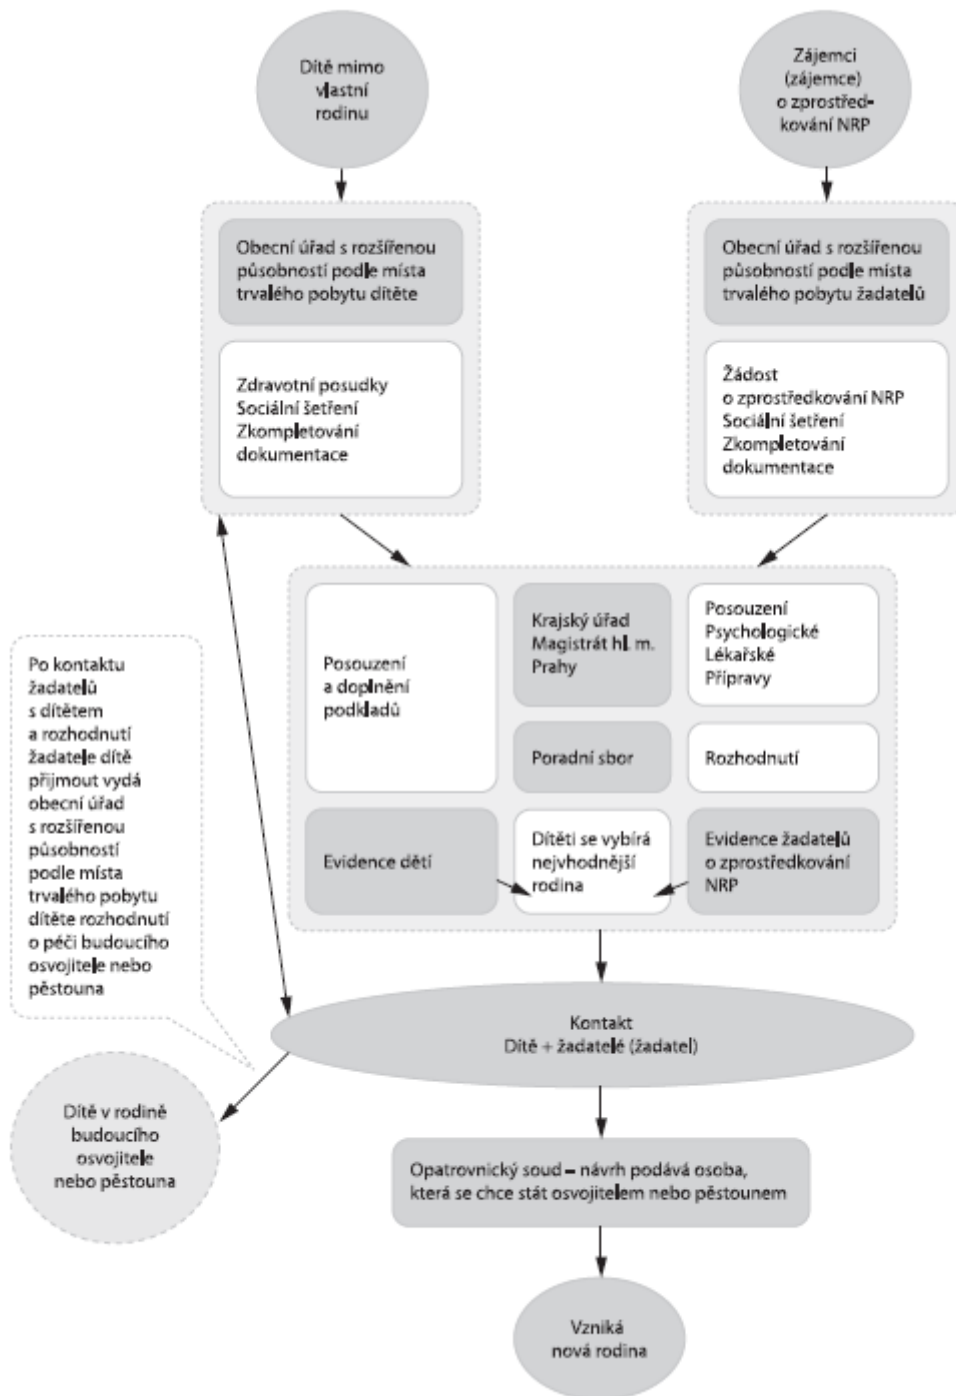 Dítě mimo
vlastní
rodinu
Zájemci
(zájemce)
o zprostřed-
kování NRP
Obecní úřad s rozšířenou
působností podle místa
trvalého pobytu dítěte
Zdravotní posudky
Sociální šetření
Zkompletování
dokumentace
Obecní úřad s rozšířenou
působností podle místa
trvalého pobytu žadatelů
Žádost
o zprostředkování NRP
Sociální šetření
Zkompletování
dokumentace
Posouzení
a doplnění
podkladů
Krajský úřad
Magistrát hl. m.
Prahy
Posouzení
Psychologické
Lékařské
Přípravy
Poradní sbor
Rozhodnutí
Evidence dětí
Dítěti se vybírá
nejvhodnější
rodina
Evidence žadatelů
o zprostředkování
NRP
Po kontaktu
žadatelů
s dítětem
a rozhodnutí
žadatele dítě
přijmout vydá
obecní úřad
s rozšířenou
působností
podle místa
trvalého pobytu
dítěte rozhodnutí
o péči budoucího
osvojitele nebo
pěstouna
Kontakt
Dítě + žadatelé (žadatel)
Dítě v rodině
budoucího
osvojitele
nebo pěstouna
Opatrovnický soud – návrh podává osoba,
která se chce stát osvojitelem nebo pěstounem
Vzniká
nová rodina